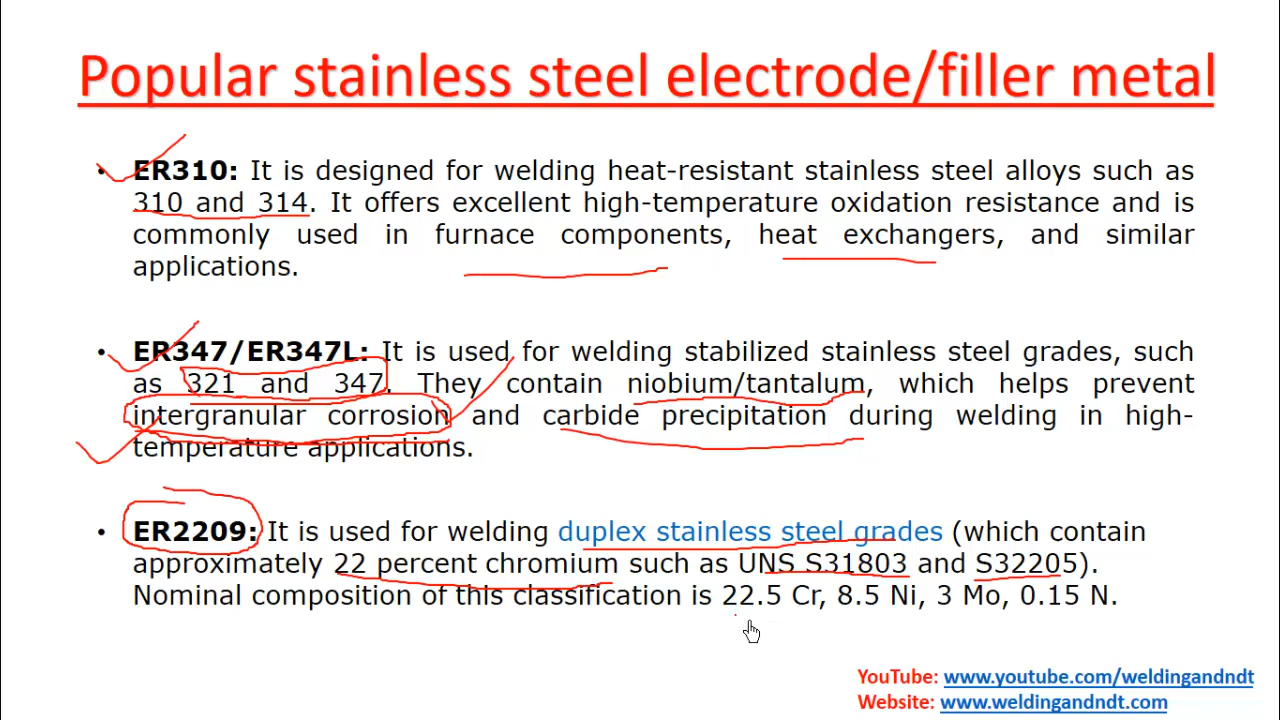 Popular stainless steel electrode/filler metal
• ER310: It is designed for welding heat-resistant stainless steel alloys such as
310 and 314. It offers excellent high-temperature oxidation resistance and is
commonly used in furnace components, heat exchangers, and similar
applications.
• ER347/ER347L: It is used for welding stabilized stainless steel grades, such
as 321 and 347. They contain niobium/tantalum, which helps prevent
intergranular corrosion and carbide precipitation during welding in high-
temperature applications.
• ER2209: It is used for welding duplex stainless steel grades (which contain
approximately 22 percent chromium such as UNS S31803 and S32205).
Nominal composition of this classification is 22.5 Cr, 8.5 Ni, 3 Mo, 0.15 N.
YouTube: www.youtube.com/weldingandndt
Website: www.weldingandndt.com